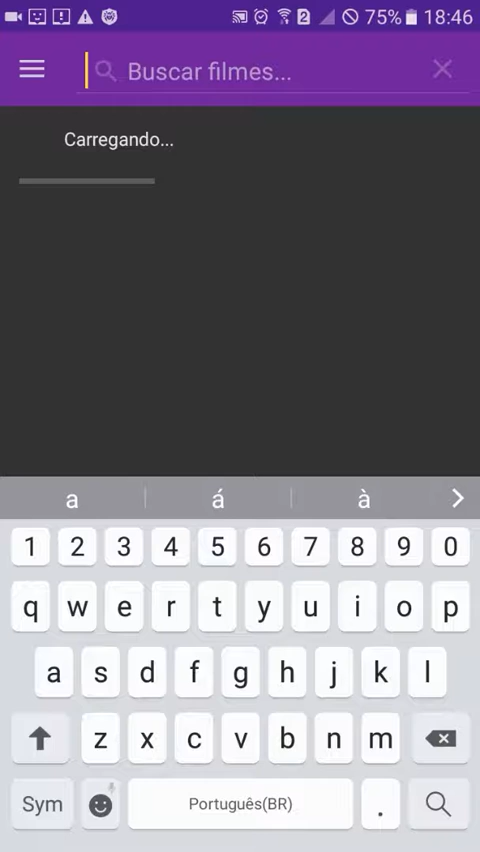 75% 18:46
Buscar filmes...
Carregando...
a á à
1 2 3 4 5 6 7 8 9 0
q w e r t y u i o p
a s d f g h j k l
z x c v b n m
Sym Português(BR) .